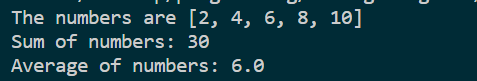 The numbers are [2, 4, 6, 8, 10]
Sum of numbers: 30
Average of numbers: 6.0